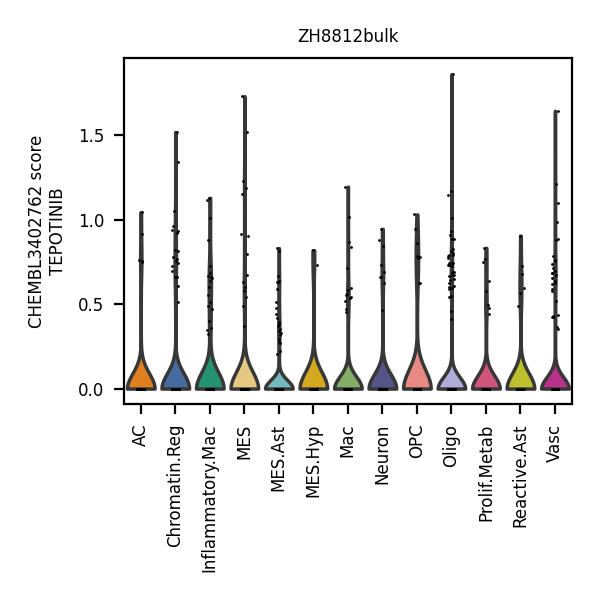 ZH8812bulk
CHEMBL3402762 score
TEPOTINIB
1.5
1.0
0.5
0.0
AC
Chromatin.Reg
Inflammatory.Mac
MES
MES.Ast
MES.Hyp
Mac
Neuron
OPC
Oligo
Prolif.Metab
Reactive.Ast
Vasc